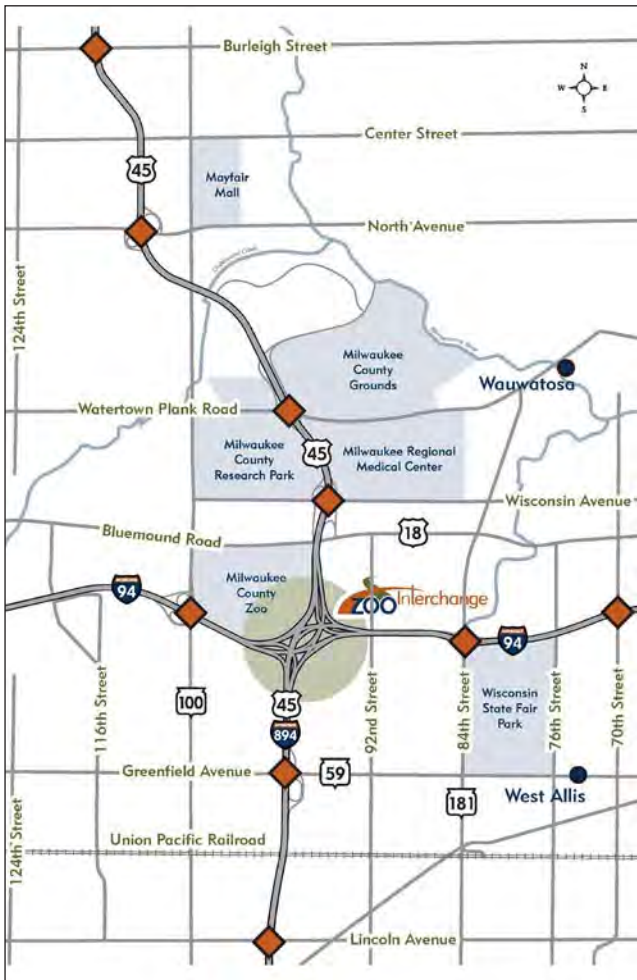 Burleigh Street
N
W
E
S
Center Street
45
Mayfair
Mall
North Avenue
124th Street
Milwaukee
County
Grounds
Wauwatosa
Watertown Plank Road
45
Milwaukee
County
Research Park
Milwaukee Regional
Medical Center
Wisconsin Avenue
Bluemound Road
18
94
Milwaukee
County
Zoo
ZOO Interchange
94
100
45
116th Street
92nd Street
84th Street
Wisconsin
State Fair
Park
76th Street
70th Street
894
Greenfield Avenue
59
West Allis
181
Union Pacific Railroad
124th Street
Lincoln Avenue